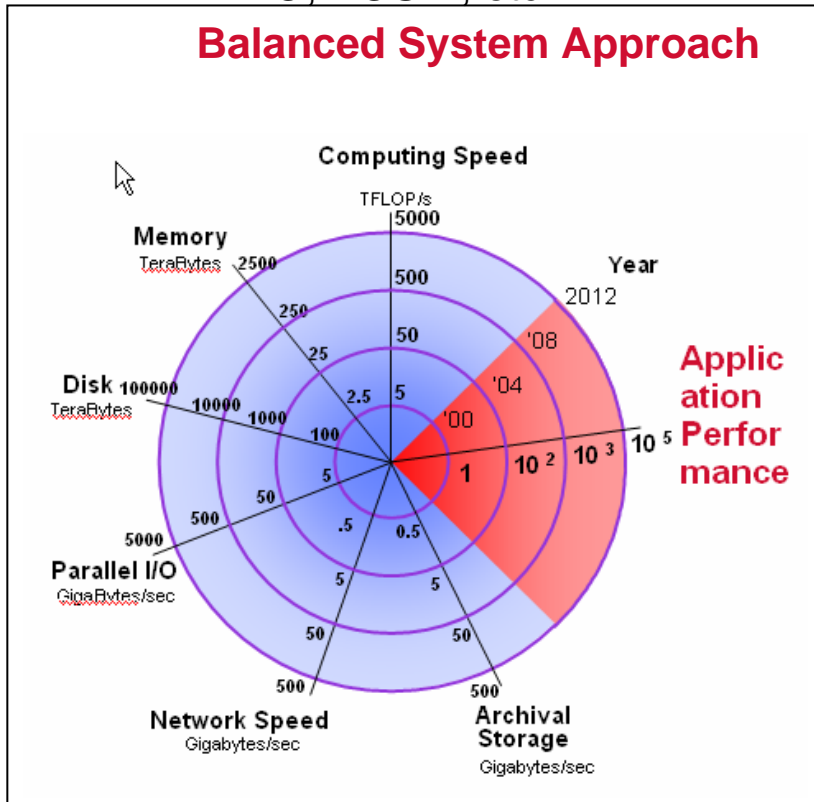 Balanced System Approach
Computing Speed
TFLOP/s
5000
500
50
5
Memory
TeraBytes
2500
250
25
2.5
Year
2012
'08
'04
'00
Disk
TeraBytes
100000
10000
1000
100
Applic
ation
Perfor
mance
1
10 2
10 3
10 5
Parallel I/O
GigaBytes/sec
5000
500
50
5
Network Speed
Gigabytes/sec
500
50
5
.5
Archival
Storage
Gigabytes/sec
500
50
5
0.5